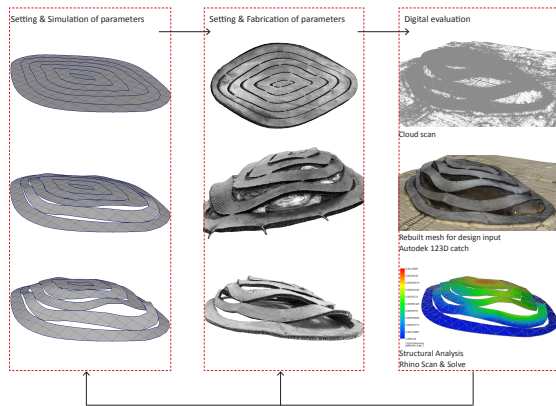 Setting & Simulation of parameters
Setting & Fabrication of parameters
Digital evaluation
Cloud scan
Rebuilt mesh for design input
Autodek 123D catch
Structural Analysis
Rhino Scan & Solve